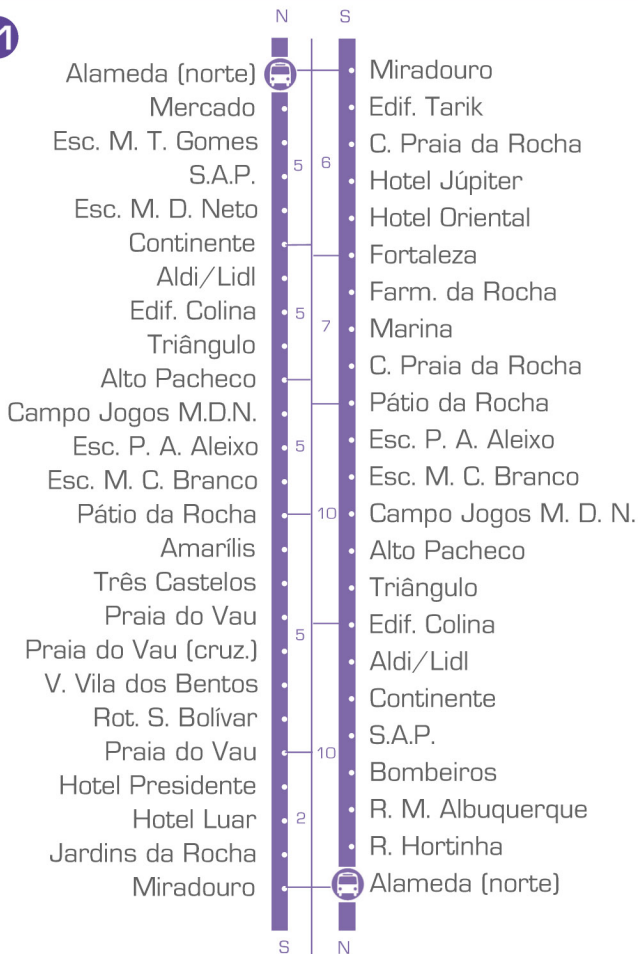 1
N
S
Alameda (norte)
Mercado
Esc. M. T. Gomes
S.A.P.
Esc. M. D. Neto
Continente
Aldi/Lidl
Edif. Colina
Triângulo
Alto Pacheco
Campo Jogos M.D.N.
Esc. P. A. Aleixo
Esc. M. C. Branco
Pátio da Rocha
Amarílis
Três Castelos
Praia do Vau
Praia do Vau (cruz.)
V. Vila dos Bentos
Rot. S. Bolívar
Praia do Vau
Hotel Presidente
Hotel Luar
Jardins da Rocha
Miradouro
5
5
5
5
2
S
6
7
10
10
Miradouro
Edif. Tarik
C. Praia da Rocha
Hotel Júpiter
Hotel Oriental
Fortaleza
Farm. da Rocha
Marina
C. Praia da Rocha
Pátio da Rocha
Esc. P. A. Aleixo
Esc. M. C. Branco
Campo Jogos M. D. N.
Alto Pacheco
Triângulo
Edif. Colina
Aldi/Lidl
Continente
S.A.P.
Bombeiros
R. M. Albuquerque
R. Hortinha
Alameda (norte)
N